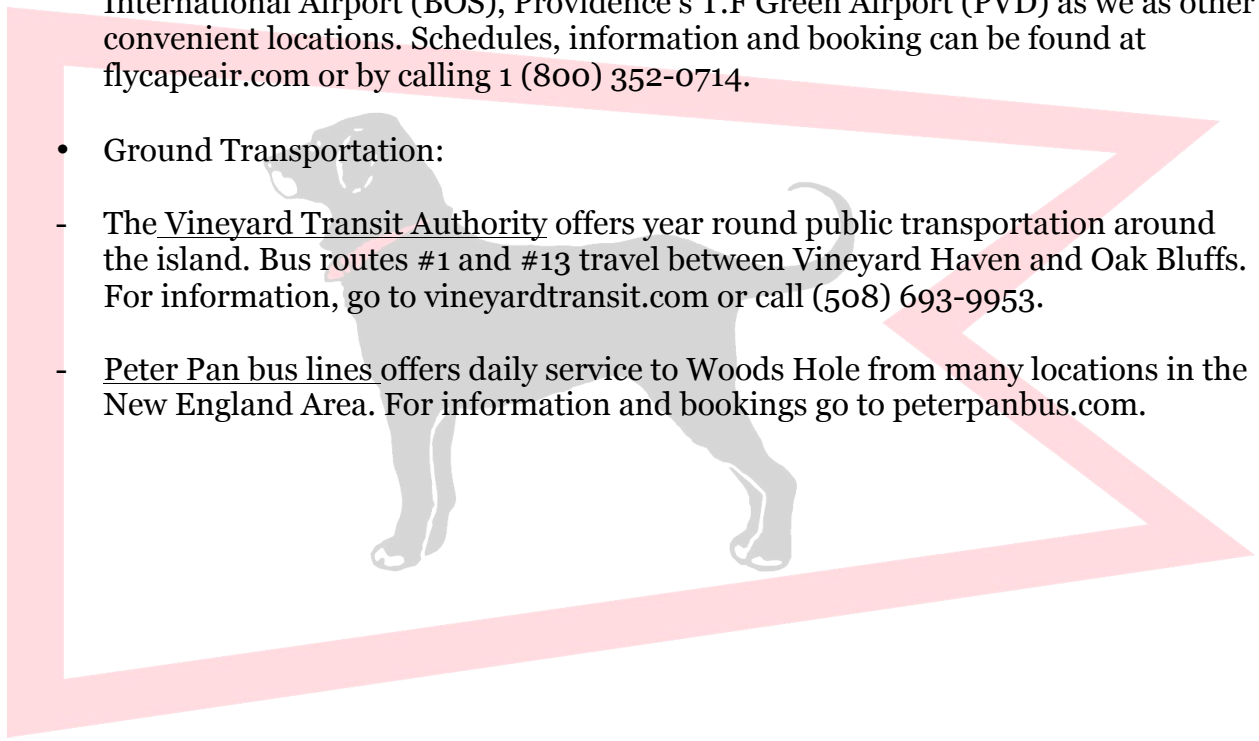 International Airport (BOS), Providence's T.F Green Airport (PVD) as we as other
convenient locations. Schedules, information and booking can be found at
flycapeair.com or by calling 1 (800) 352-0714.
• Ground Transportation:
- The Vineyard Transit Authority offers year round public transportation around
the island. Bus routes #1 and #13 travel between Vineyard Haven and Oak Bluffs.
For information, go to vineyardtransit.com or call (508) 693-9953.
- Peter Pan bus lines offers daily service to Woods Hole from many locations in the
New England Area. For information and bookings go to peterpanbus.com.